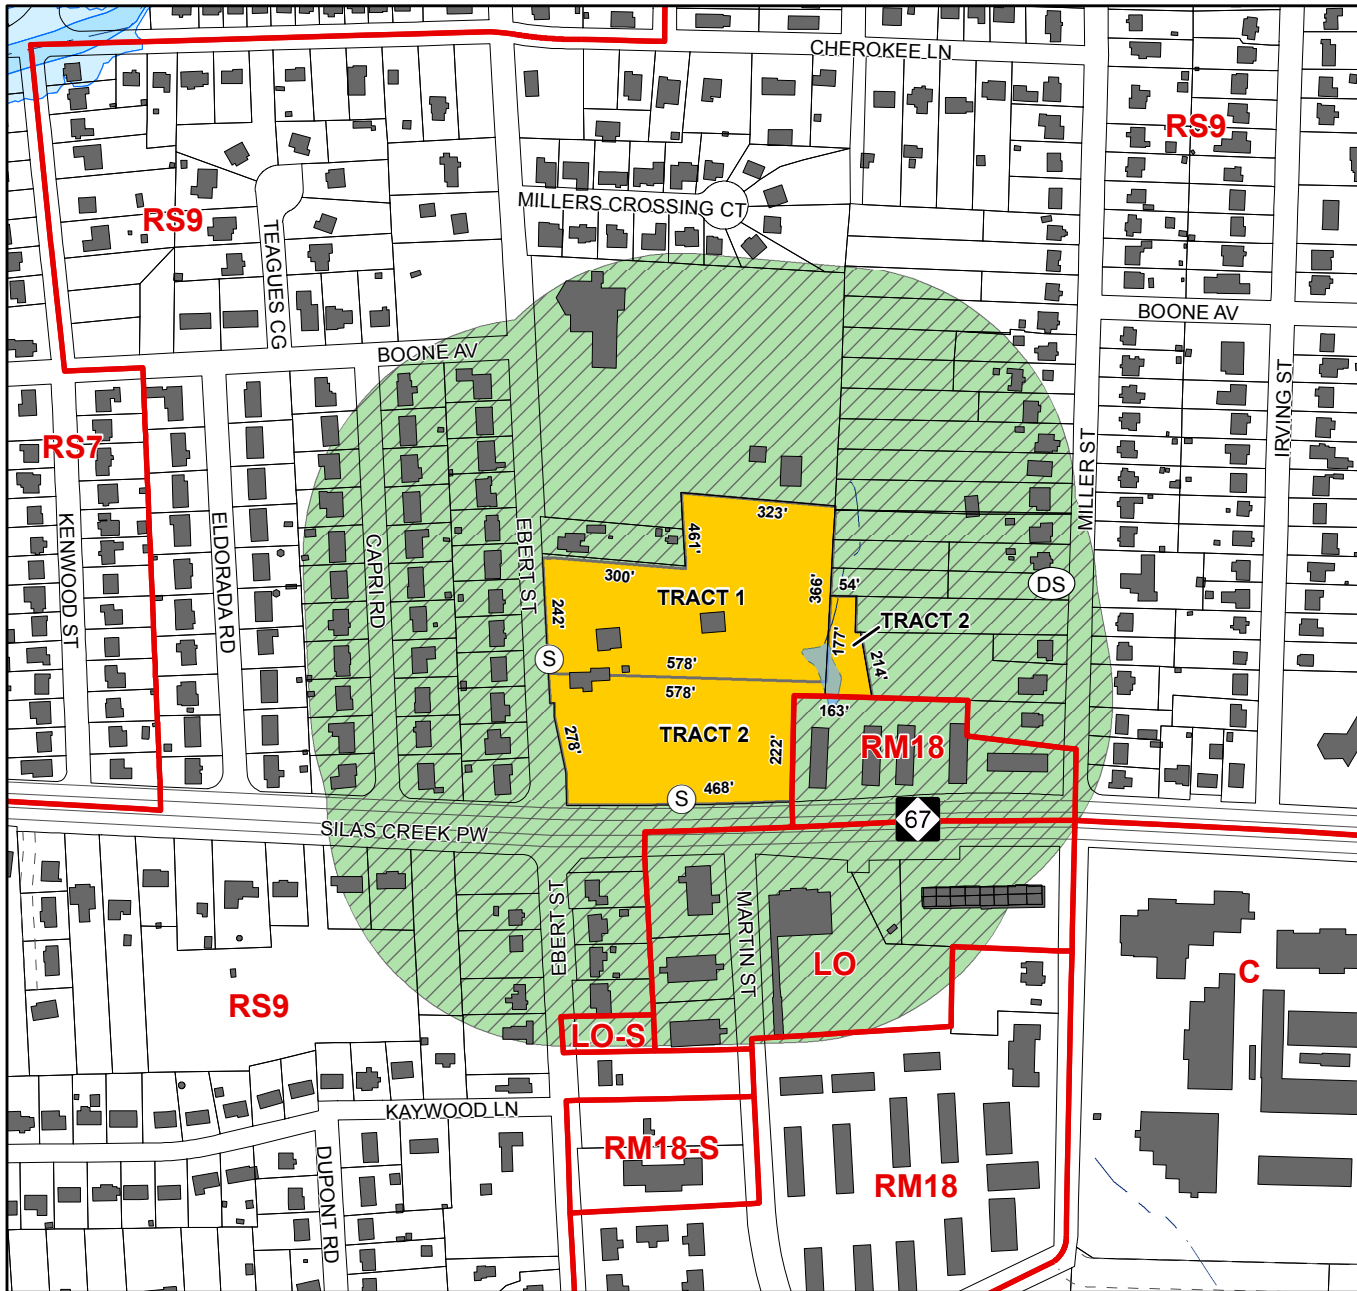 CHEROKEE LN
RS9
MILLERS CROSSING CT
RS9
TEAGUES CG
BOONE AV
BOONE AV
IRVING ST
RS7
MILLER ST
KENWOOD ST
ELDORADA RD
CAPRI RD
EBERT ST
323'
461'
300'
TRACT 1
366'
54'
DS
242'
TRACT 2
177'
214'
S
578'
578'
163'
TRACT 2
278'
222'
RM18
468'
S
67
SILAS CREEK PW
EBERT ST
MARTIN ST
LO
C
RS9
LO-S
KAYWOOD LN
RM18-S
DUPONT RD
RM18